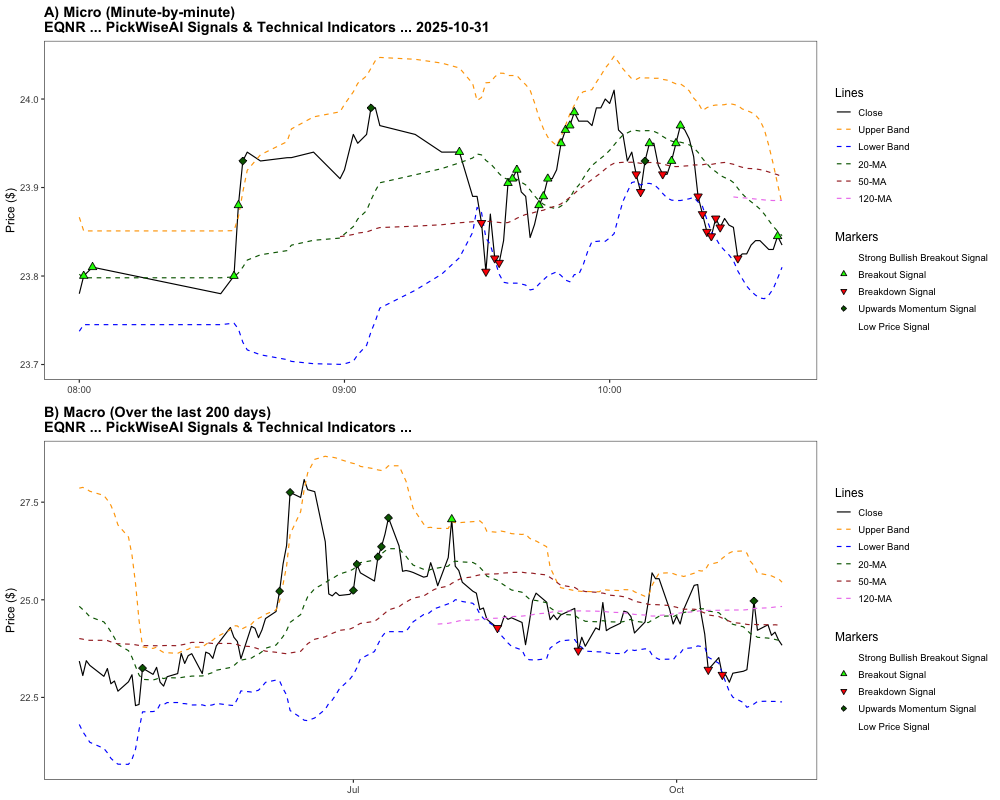 A) Micro (Minute-by-minute)
EQNR ... PickWiseAI Signals & Technical Indicators ... 2025-10-31
Price ($)
24.0
23.9
23.8
23.7
08:00
09:00
10:00
Lines
Close
Upper Band
Lower Band
20-MA
50-MA
120-MA
Markers
Strong Bullish Breakout Signal
Breakout Signal
Breakdown Signal
Upwards Momentum Signal
Low Price Signal
B) Macro (Over the last 200 days)
EQNR ... PickWiseAI Signals & Technical Indicators ...
Price ($)
27.5
25.0
22.5
Jul
Oct
Lines
Close
Upper Band
Lower Band
20-MA
50-MA
120-MA
Markers
Strong Bullish Breakout Signal
Breakout Signal
Breakdown Signal
Upwards Momentum Signal
Low Price Signal